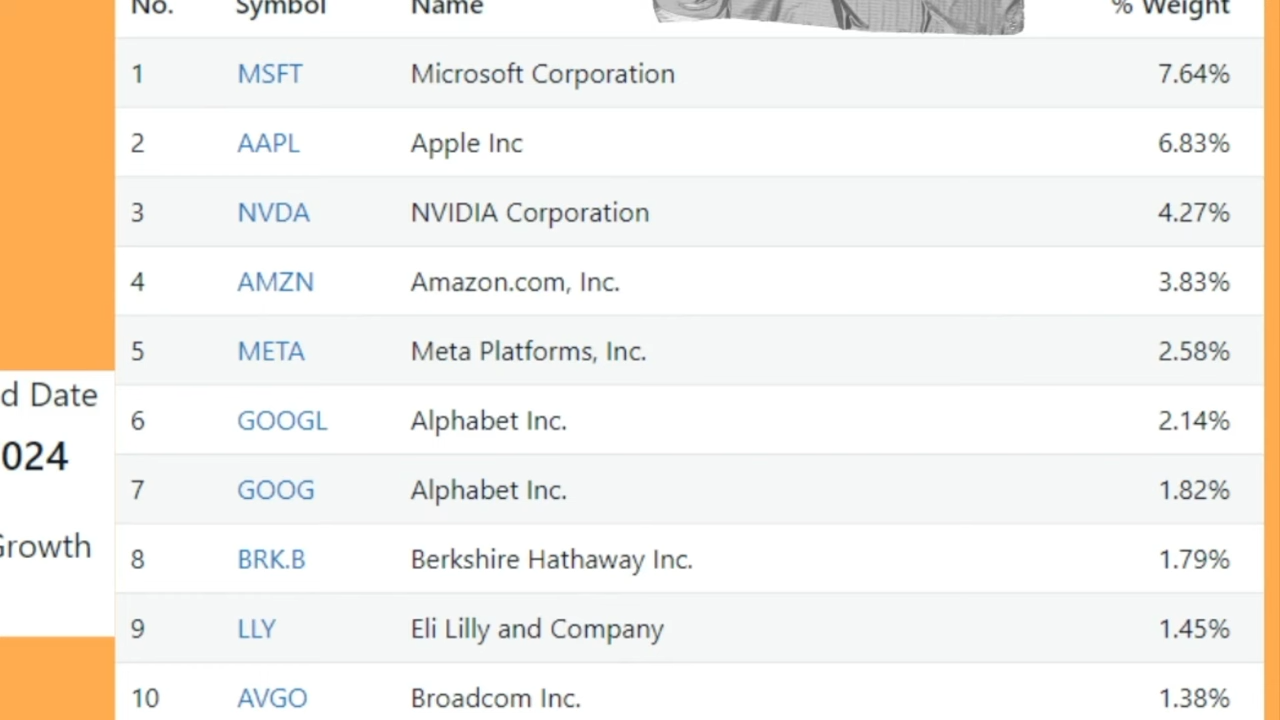 No. Symbol Name % Weight
1 MSFT Microsoft Corporation 7.64%
2 AAPL Apple Inc 6.83%
3 NVDA NVIDIA Corporation 4.27%
4 AMZN Amazon.com, Inc. 3.83%
5 META Meta Platforms, Inc. 2.58%
d Date
6 GOOGL Alphabet Inc. 2.14%
024
7 GOOG Alphabet Inc. 1.82%
Growth
8 BRK.B Berkshire Hathaway Inc. 1.79%
9 LLY Eli Lilly and Company 1.45%
10 AVGO Broadcom Inc. 1.38%